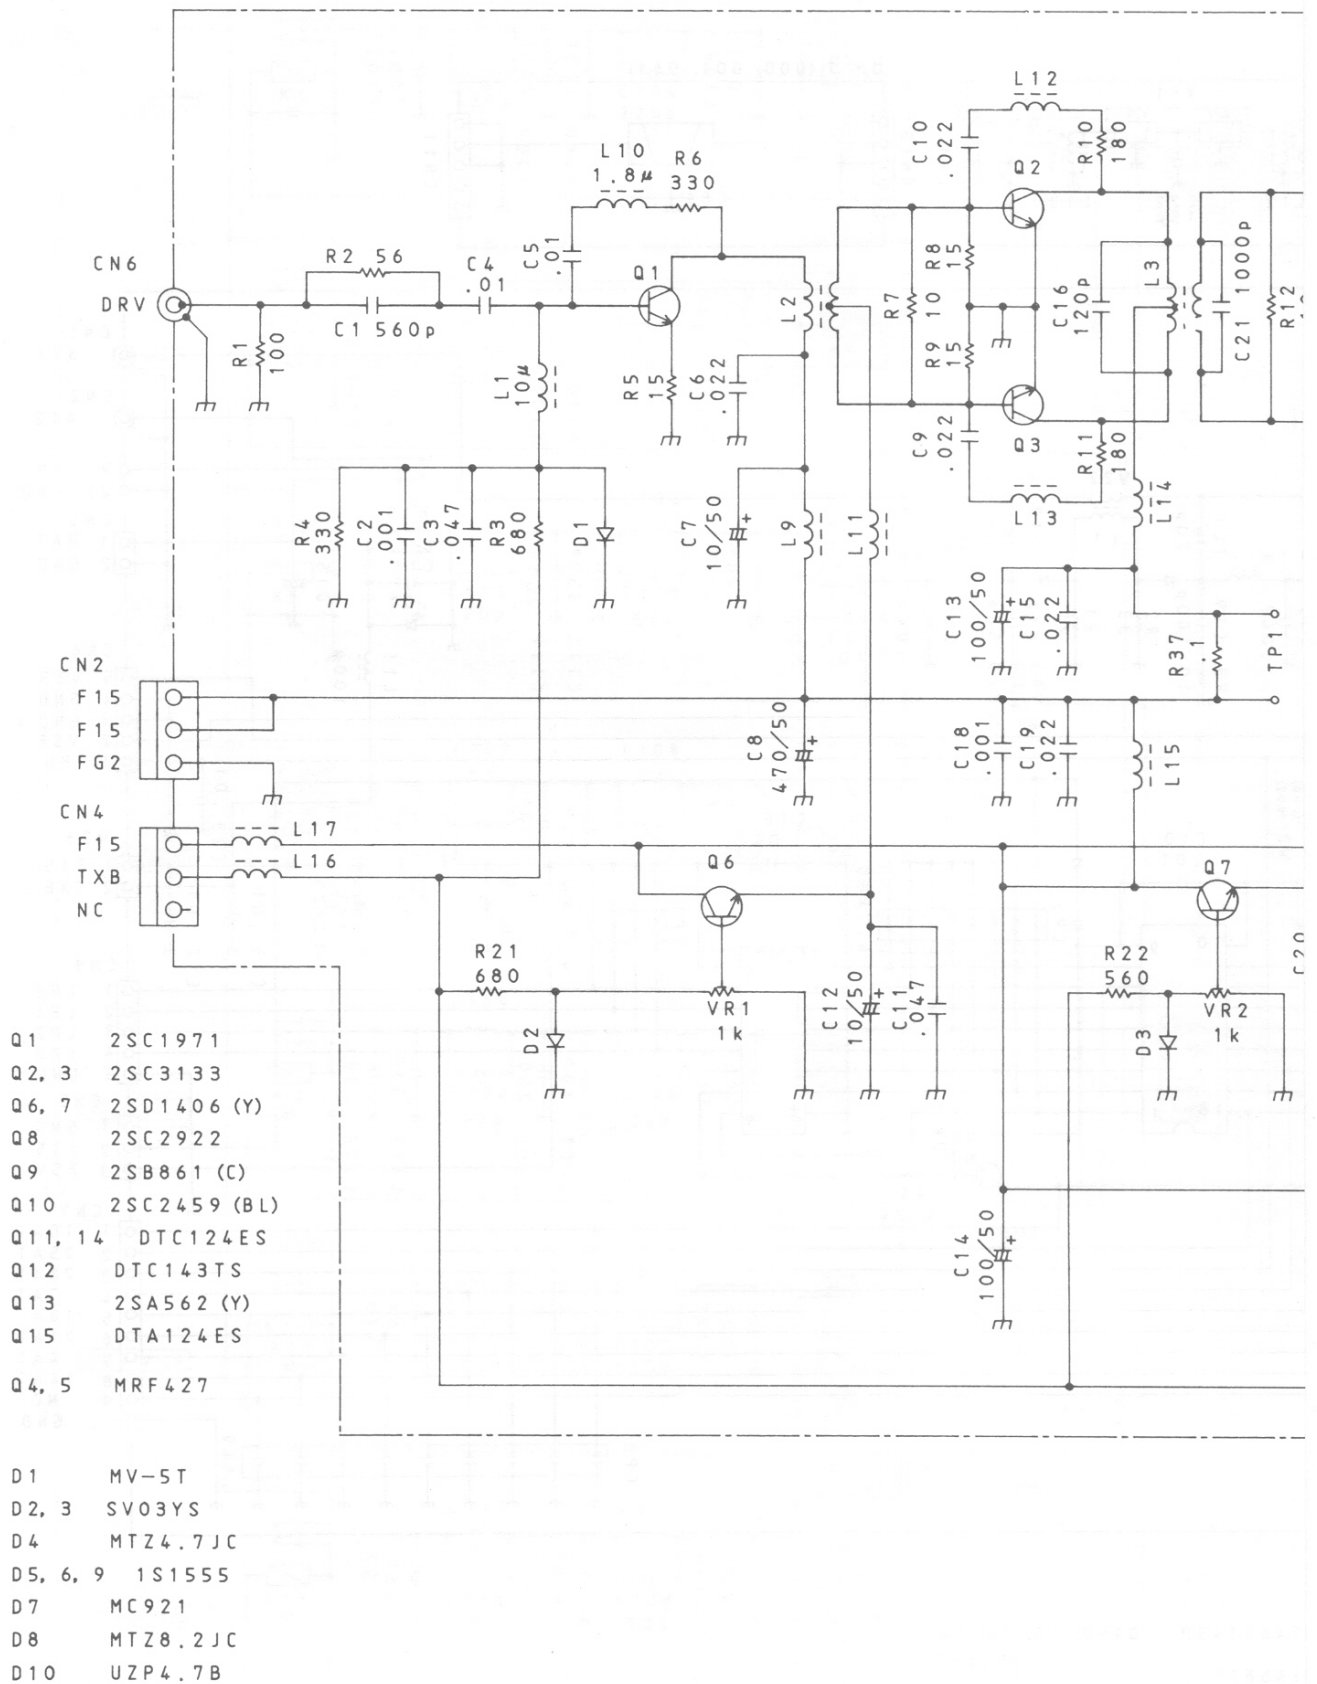 L12
C10
.022
R10
180
L10
1.8μ
R6
330
Q2
C5
.01
R8
15
1000p
CN6
DRV
R2 56
C4
.01
Q1
L2
R7
10
C16
120p
L3
C21
R12
C1 560p
R1
100
L1
10μ
R5
15
C6
.022
R9
15
C9
.022
Q3
R11
180
R4
330
C2
.001
C3
.047
R3
680
D1
C7
10/50
L9
L11
L13
L14
C13
100/50
C15
.022
R37
.1
TP1
CN2
F15
F15
FG2
C8
470/50
C18
.001
C19
.022
L15
CN4
F15
TXB
NC
L17
L16
Q6
Q7
R21
680
D2
VR1
1k
C12
10/50
C11
.047
R22
560
D3
VR2
1k
C20
C14
100/50
Q1 2SC1971
Q2, 3 2SC3133
Q6, 7 2SD1406 (Y)
Q8 2SC2922
Q9 2SB861 (C)
Q10 2SC2459 (BL)
Q11, 14 DTC124ES
Q12 DTC143TS
Q13 2SA562 (Y)
Q15 DTA124ES
Q4, 5 MRF427
D1 MV-5T
D2, 3 SV03YS
D4 MTZ4.7JC
D5, 6, 9 1S1555
D7 MC921
D8 MTZ8.2JC
D10 UZP4.7B